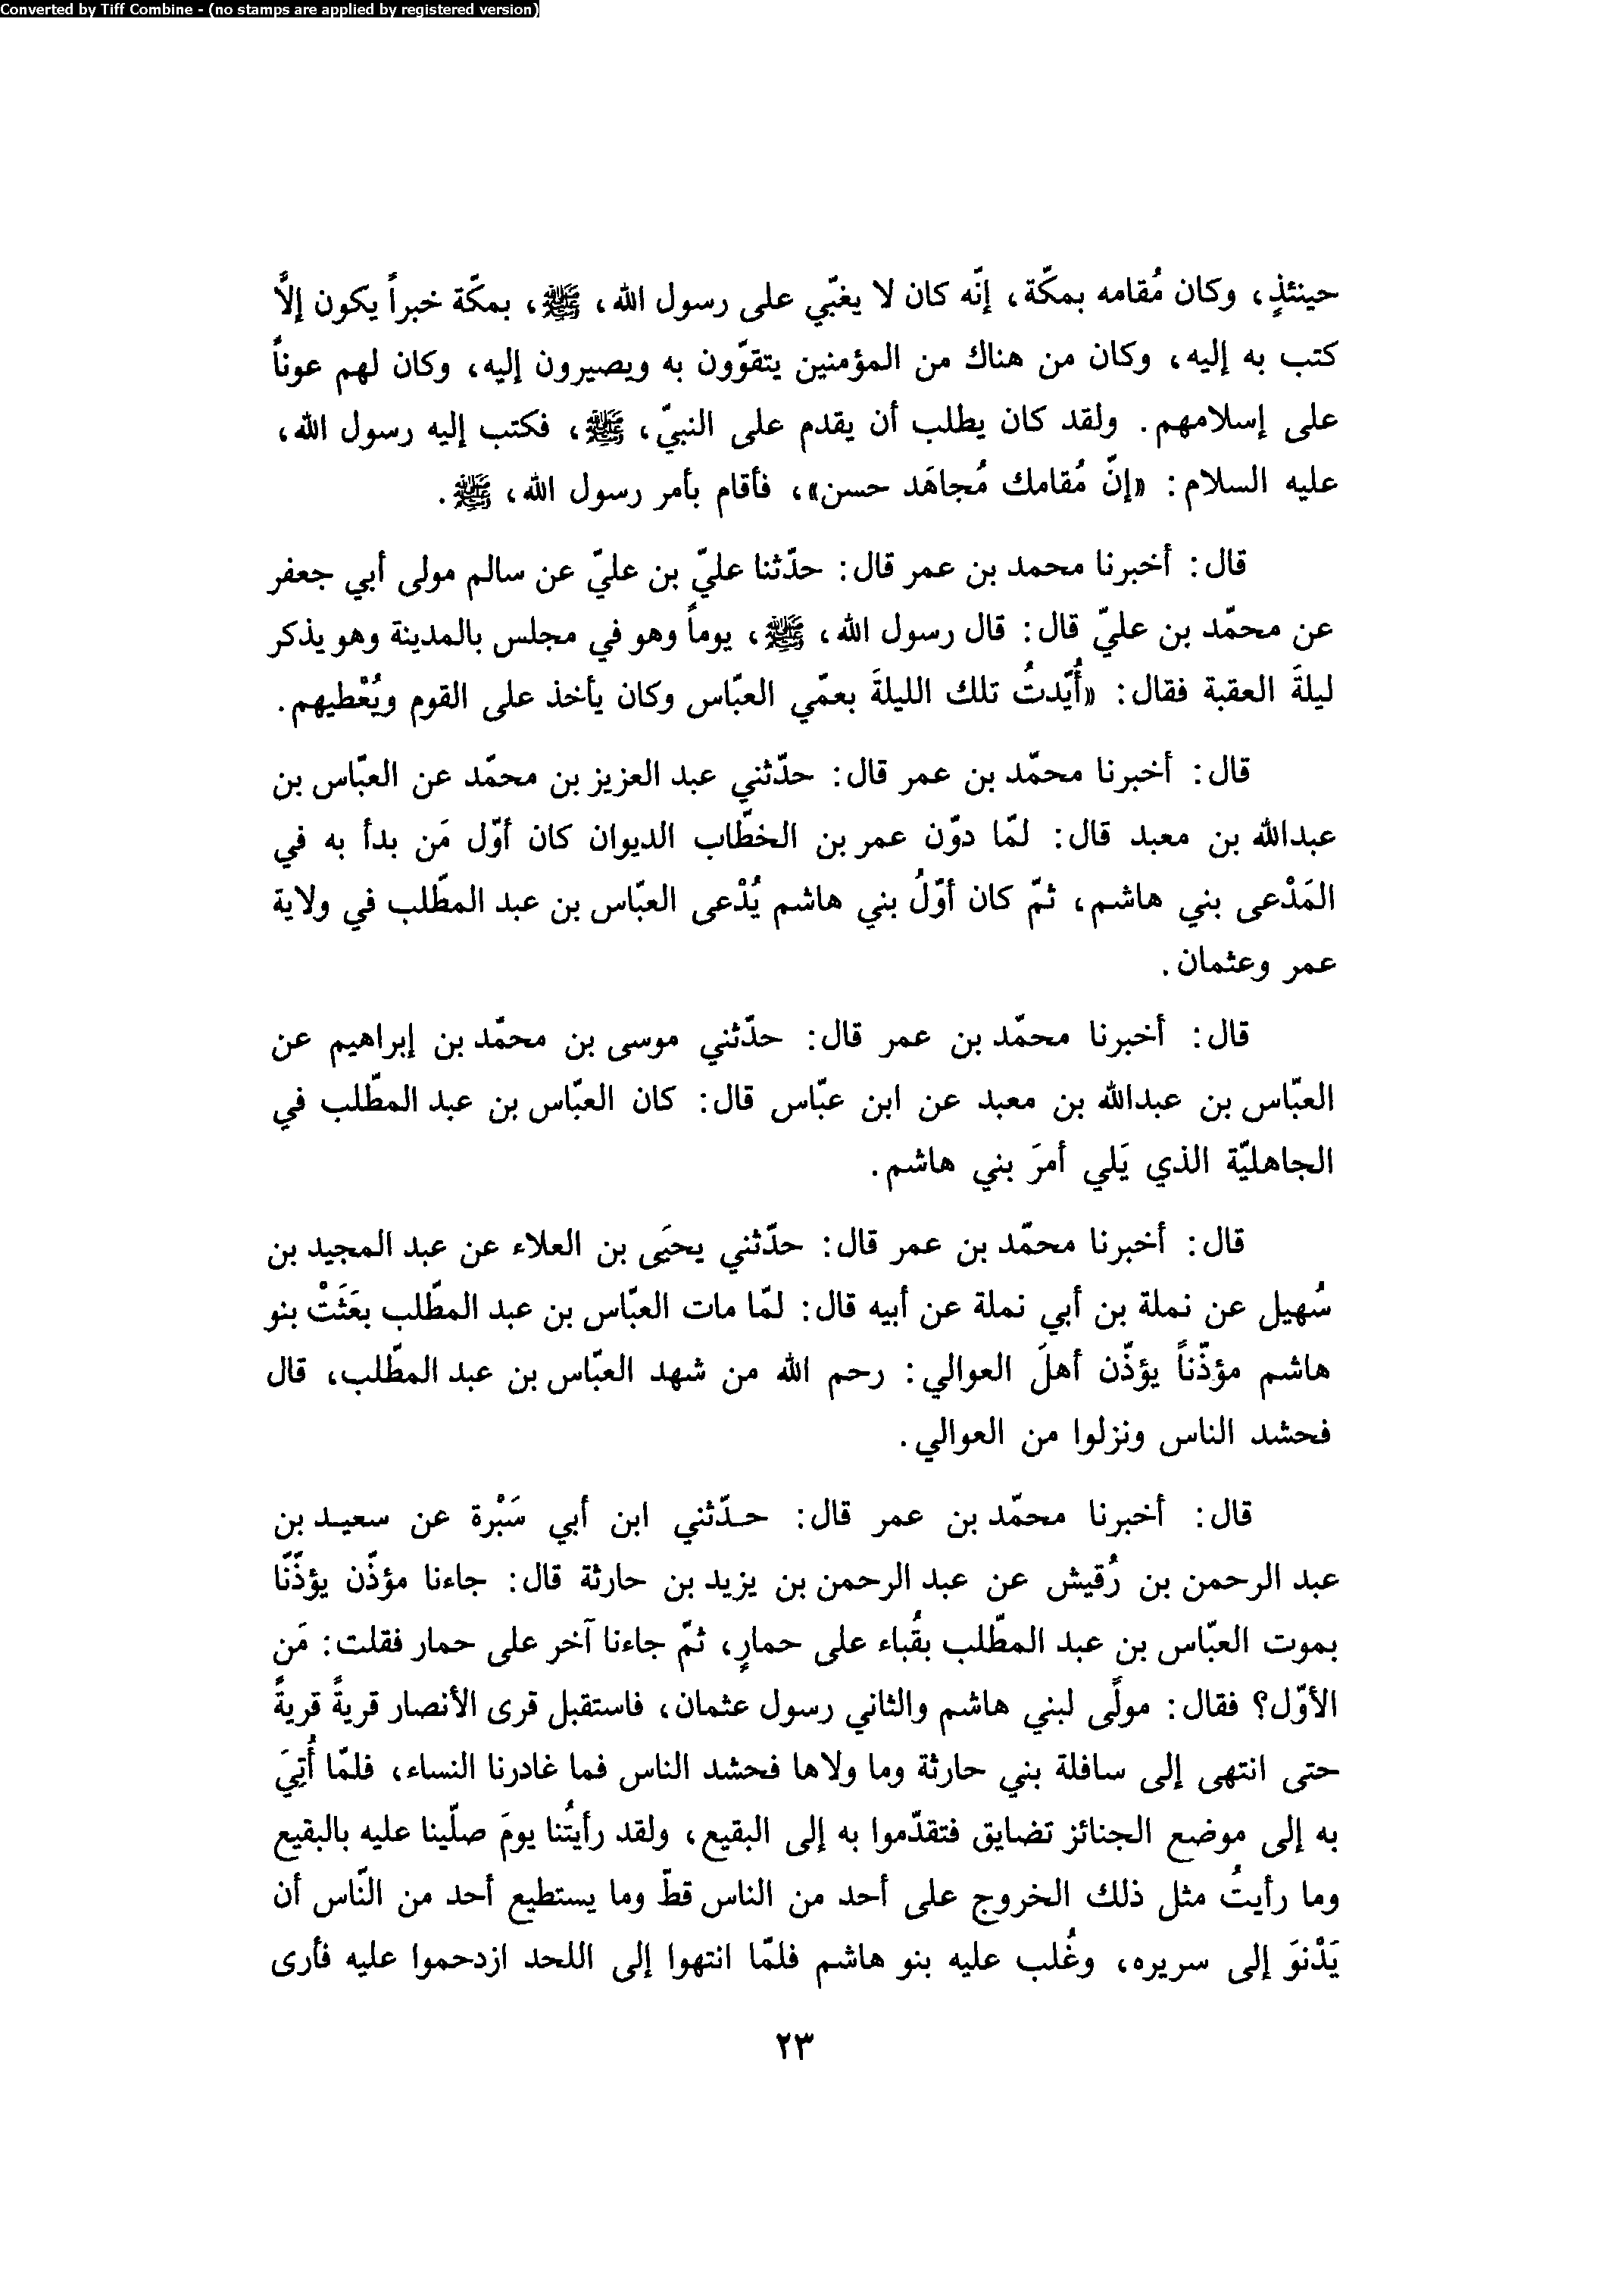 Converted by Tiff Combine - (no stamps are applied by registered version)
حينئذٍ، وكان مُقامه بمكّة، إنّه كان لا يغبّي على رسول الله، ﷺ، بمكّة خبراً يكون إلاّ
كتب به إليه، وكان من هناك من المؤمنين يتقوّون به ويصيرون إليه، وكان لهم عوناً
على إسلامهم. ولقد كان يطلب أن يقدم على النبيّ، ﷺ، فكتب إليه رسول الله،
عليه السلام: «إنّ مُقامك مُجاهَد حسن»، فأقام بأمر رسول الله، ﷺ.
قال: أخبرنا محمد بن عمر قال: حدّثنا عليّ بن عليّ عن سالم مولى أبي جعفر
عن محمّد بن عليّ قال: قال رسول الله، ﷺ، يوماً وهو في مجلس بالمدينة وهو يذكر
ليلةَ العقبة فقال: «أُيّدتُ تلك الليلةَ بعمّي العبّاس وكان يأخذ على القوم ويُعْطيهم.
قال: أخبرنا محمّد بن عمر قال: حدّثني عبد العزيز بن محمّد عن العبّاس بن
عبدالله بن معبد قال: لمّا دوّن عمر بن الخطّاب الديوان كان أوّل مَن بدأ به في
المَدْعى بني هاشم، ثمّ كان أوّلُ بني هاشم يُدْعى العبّاس بن عبد المطّلب في ولاية
عمر وعثمان.
قال: أخبرنا محمّد بن عمر قال: حدّثني موسى بن محمّد بن إبراهيم عن
العبّاس بن عبدالله بن معبد عن ابن عبّاس قال: كان العبّاس بن عبد المطّلب في
الجاهليّة الذي يَلي أمرَ بني هاشم.
قال: أخبرنا محمّد بن عمر قال: حدّثني يحيَى بن العلاء عن عبد المجيد بن
سُهيل عن نملة بن أبي نملة عن أبيه قال: لمّا مات العبّاس بن عبد المطّلب بعَثَتْ بنو
هاشم مؤذّناً يؤذّن أهلَ العوالي: رحم الله من شهد العبّاس بن عبد المطّلب، قال
فحشد الناس ونزلوا من العوالي.
قال: أخبرنا محمّد بن عمر قال: حـدّثني ابن أبي سَبْرة عن سعيـد بن
عبد الرحمن بن رُقيش عن عبد الرحمن بن يزيد بن حارثة قال: جاءنا مؤذّن يؤذّنّا
بموت العبّاس بن عبد المطّلب بقُباء على حمارٍ، ثمّ جاءنا آخر على حمار فقلت: مَن
الأوّل؟ فقال: مولًى لبني هاشم والثاني رسول عثمان، فاستقبل قرى الأنصار قريةً قريةً
حتى انتهى إلى سافلة بني حارثة وما ولاها فحشد الناس فما غادرنا النساء، فلمّا أُتِيَ
به إلى موضع الجنائز تضايق فتقدّموا به إلى البقيع، ولقد رأيتُنا يومَ صلّينا عليه بالبقيع
وما رأيتُ مثل ذلك الخروج على أحد من الناس قطّ وما يستطيع أحد من النّاس أن
يَدْنوَ إلى سريره، وغُلب عليه بنو هاشم فلمّا انتهوا إلى اللحد ازدحموا عليه فأرى
٢٣